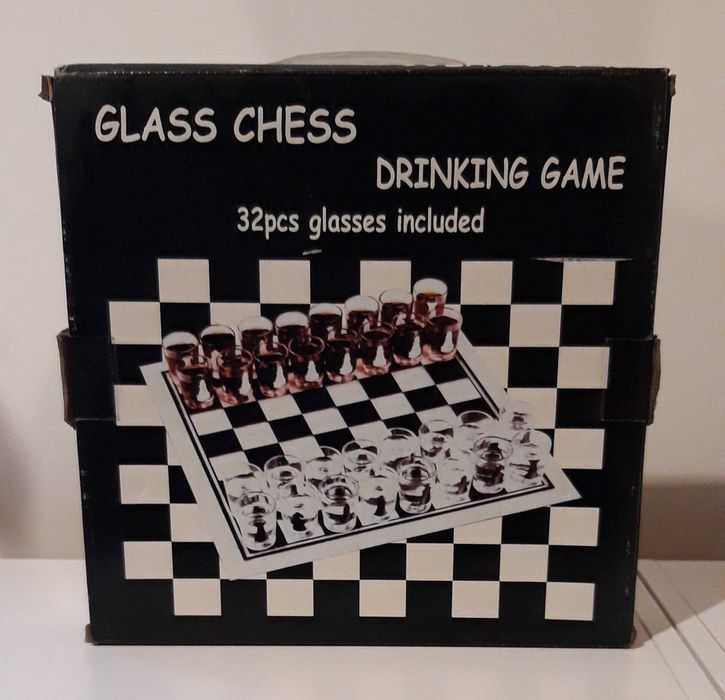 GLASS CHESS
DRINKING GAME
32pcs glasses included